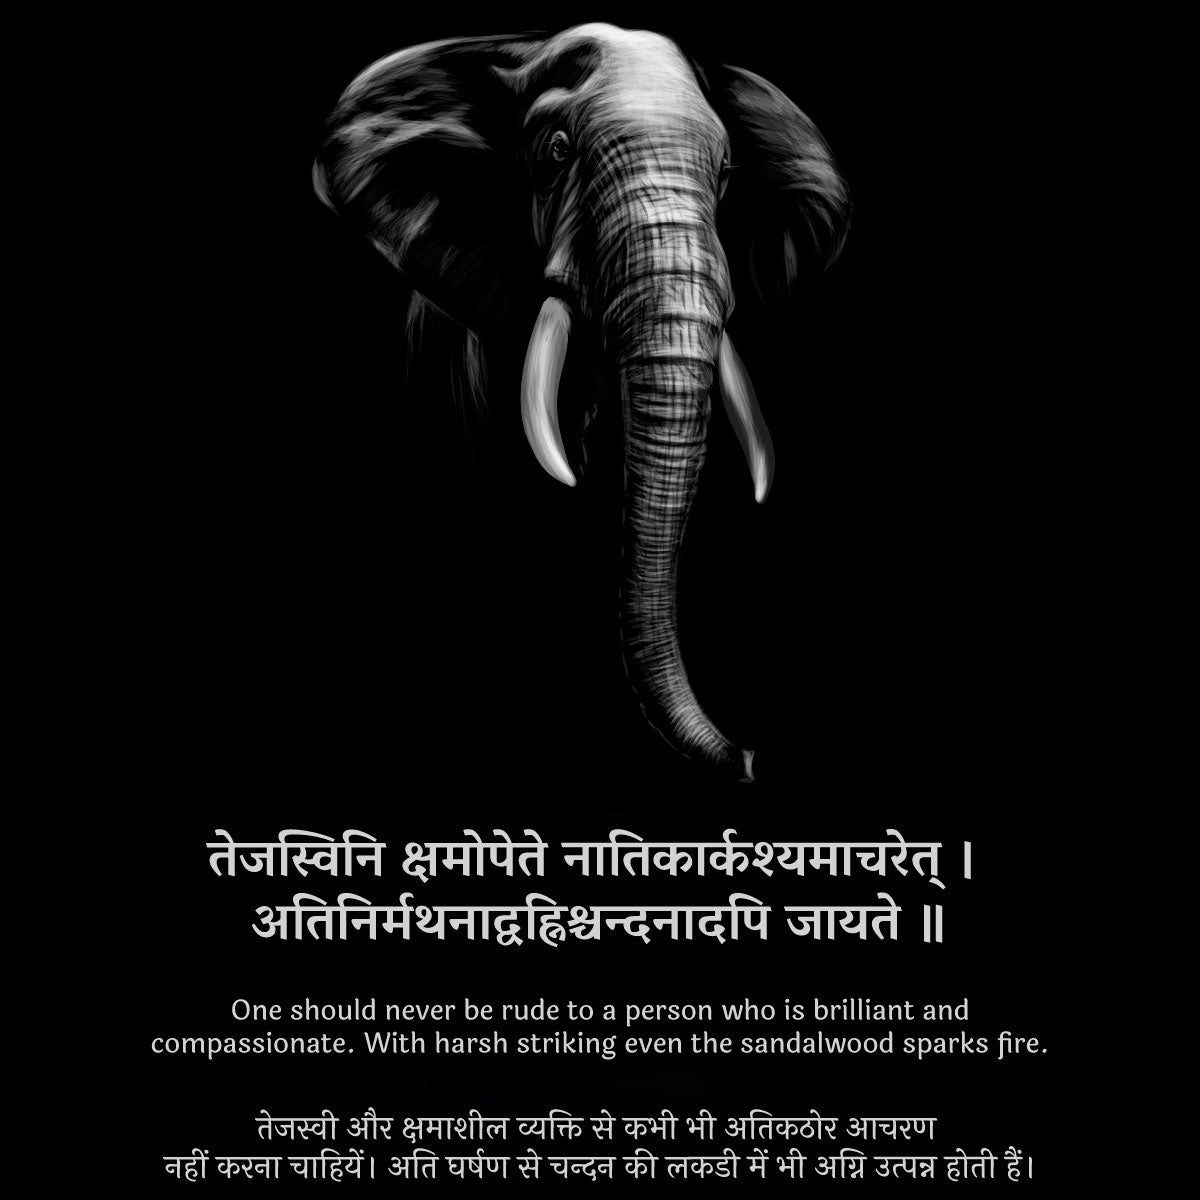 तेजस्विनि क्षमोपेते नातिकार्कश्यमाचरेत् ।
अतिनिर्मथनाद्वह्निश्चन्दनादपि जायते ॥
One should never be rude to a person who is brilliant and
compassionate. With harsh striking even the sandalwood sparks fire.
तेजस्वी और क्षमाशील व्यक्ति से कभी भी अतिकठोर आचरण
नहीं करना चाहियें। अति घर्षण से चन्दन की लकडी में भी अग्नि उत्पन्न होती हैं।